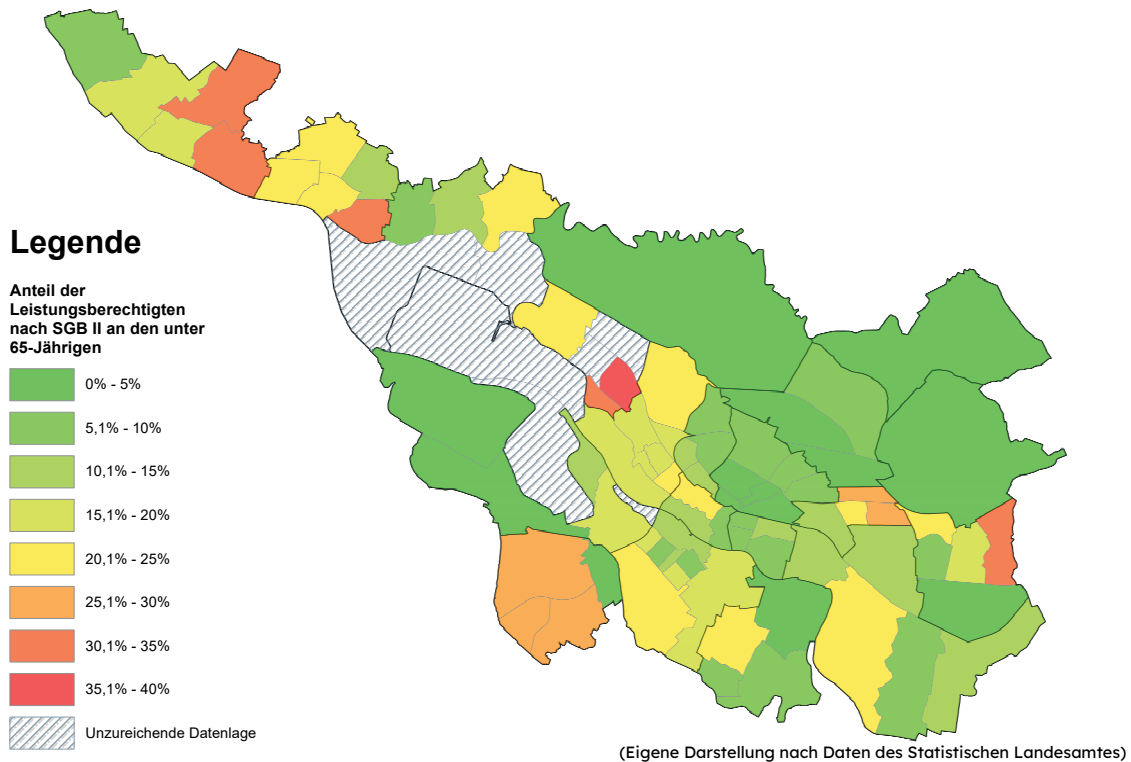 Legende
Anteil der
Leistungsberechtigten
nach SGB II an den unter
65-Jährigen
0% - 5%
5,1% - 10%
10,1% - 15%
15,1% - 20%
20,1% - 25%
25,1% - 30%
30,1% - 35%
35,1% - 40%
Unzureichende Datenlage
(Eigene Darstellung nach Daten des Statistischen Landesamtes)